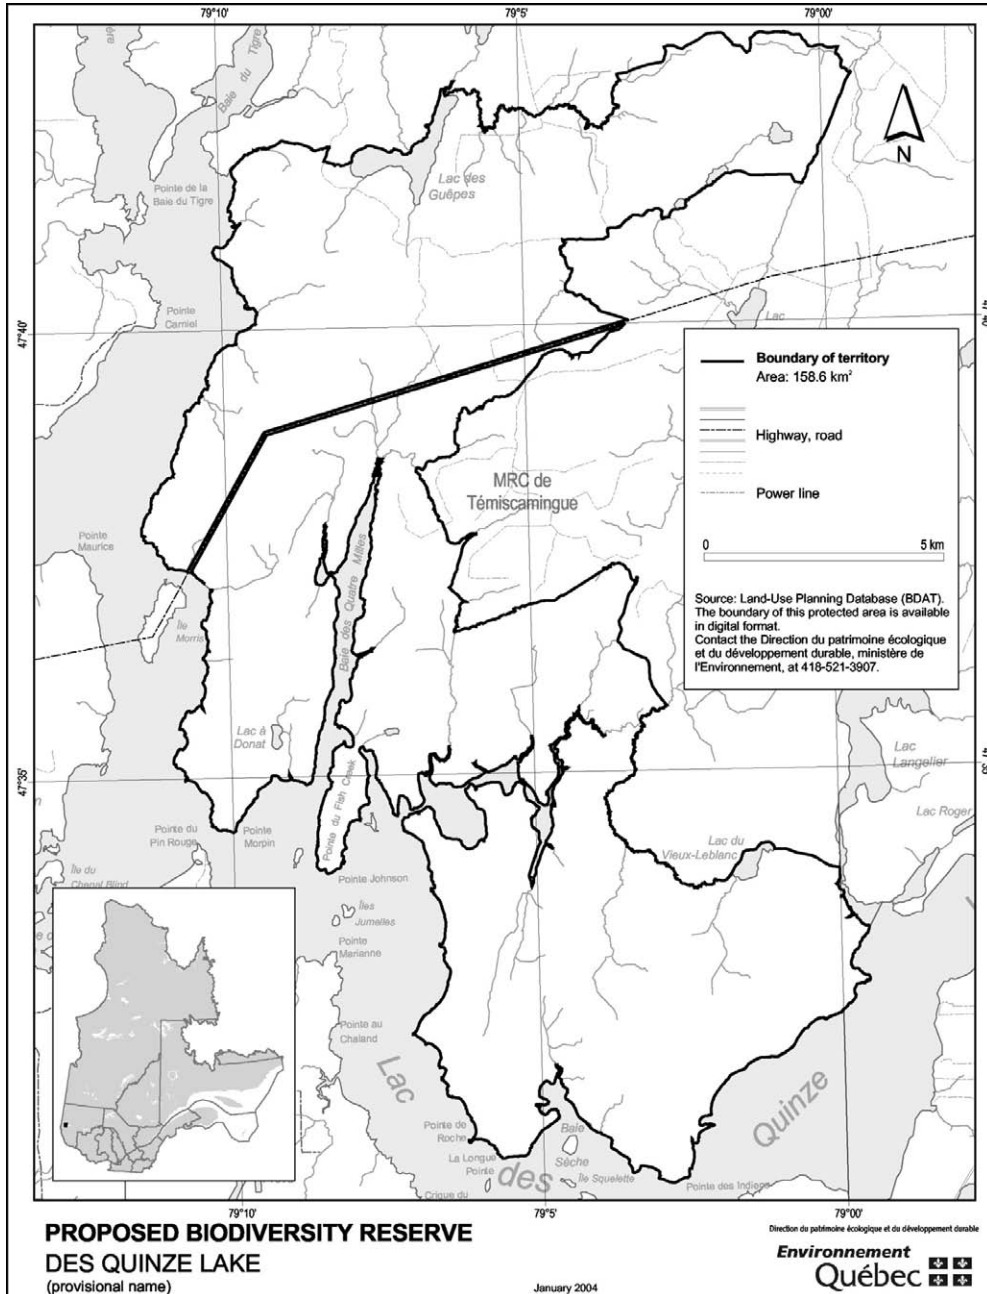 79°10'
79°5'
79°00'
Baie du Tigre
N
Lac des
Guêpes
Pointe de la
Baie du Tigre
Pointe
Carniel
47°40'
Lac
Boundary of territory
Area: 158.6 km²
Highway, road
Power line
0
5 km
Source: Land-Use Planning Database (BDAT).
The boundary of this protected area is available
in digital format.
Contact the Direction du patrimoine écologique
et du développement durable, ministère de
l'Environnement, at 418-521-3907.
MRC de
Témiscamingue
Pointe
Maurice
Île
Morris
Baie des Quatre Milles
Lac à
Donat
47°35'
Pointe du Fish Creek
Lac
Langelier
Lac Roger
Pointe du
Pin Rouge
Pointe
Morpin
Lac du
Vieux-Leblanc
Île du
Chenal Blind
Pointe Johnson
Îles
Jumelles
Pointe
Marianne
Pointe au
Chaland
Lac
des
Quinze
Pointe de
Roche
La Longue
Pointe
Crique du
Baie
Sèche
Île Squelette
Pointe des Indiens
79°10'
79°5'
79°00'
PROPOSED BIODIVERSITY RESERVE
DES QUINZE LAKE
(provisional name)
January 2004
Direction du patrimoine écologique et du développement durable
Environnement
Québec